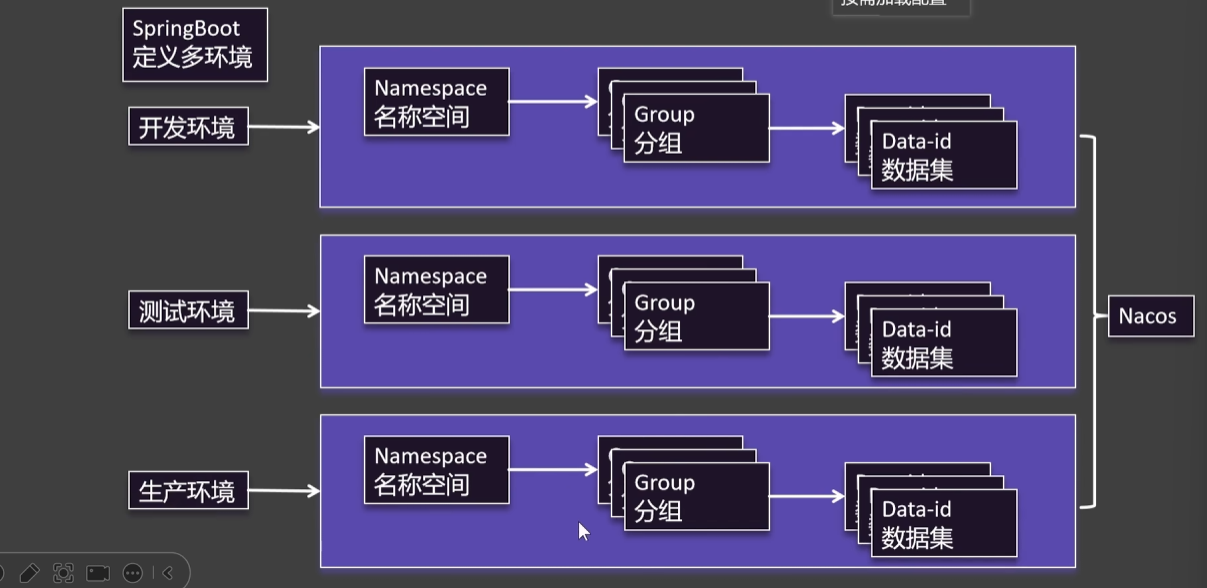 按需加载配置
SpringBoot
定义多环境
开发环境
Namespace
名称空间
Group
分组
Data-id
数据集
测试环境
Namespace
名称空间
Group
分组
Data-id
数据集
Nacos
生产环境
Namespace
名称空间
Group
分组
Data-id
数据集